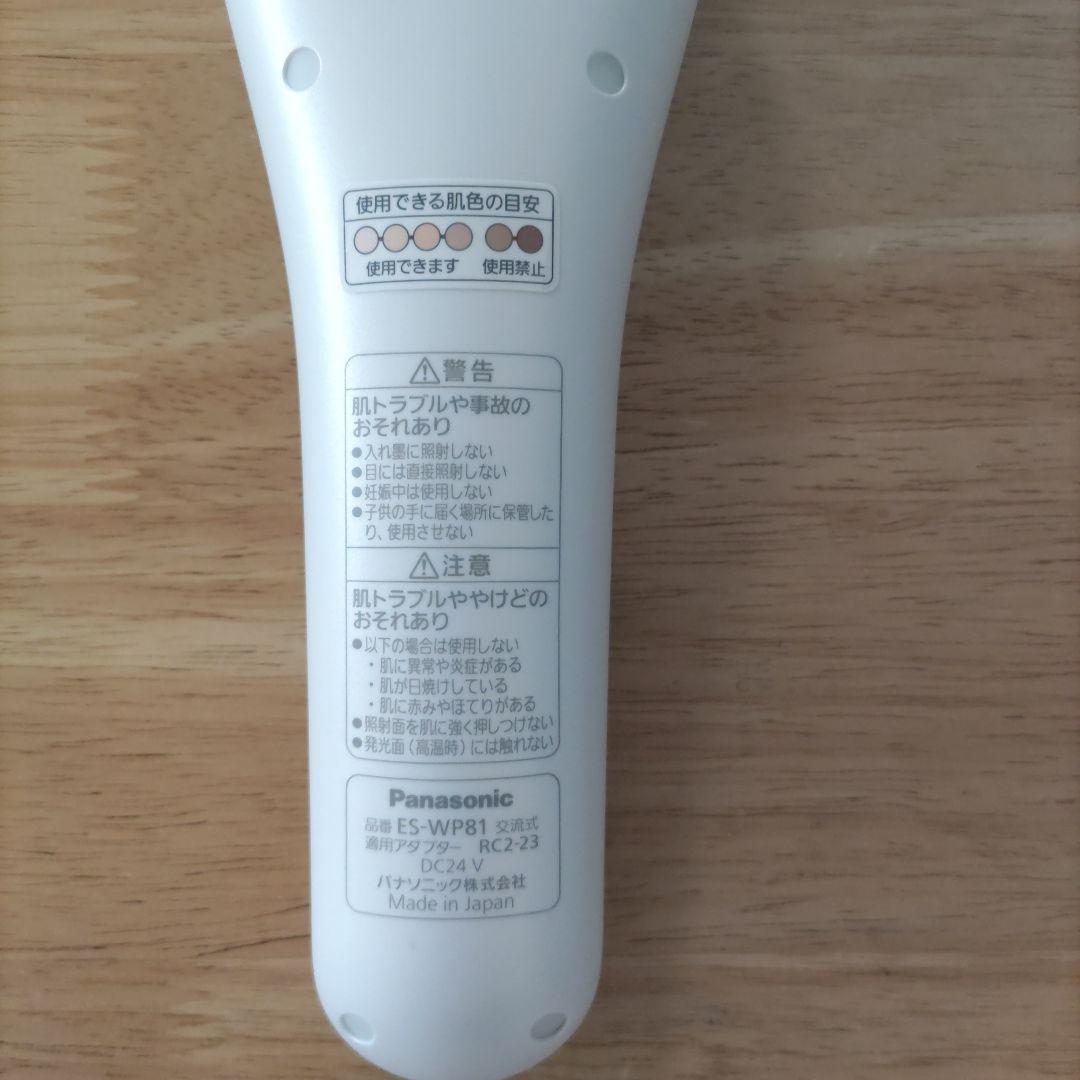 使用できる肌色の目安
使用できます 使用禁止
⚠警告
肌トラブルや事故の
おそれあり
●入れ墨に照射しない
●目には直接照射しない
●妊娠中は使用しない
●子供の手に届く場所に保管した
り、使用させない
⚠注意
肌トラブルややけどの
おそれあり
●以下の場合は使用しない
・肌に異常や炎症がある
・肌が日焼けしている
・肌に赤みやほてりがある
●照射面を肌に強く押しつけない
●発光面(高温時)には触れない
Panasonic
品番 ES-WP81 交流式
適用アダプター RC2-23
DC24 V
パナソニック株式会社
Made in Japan